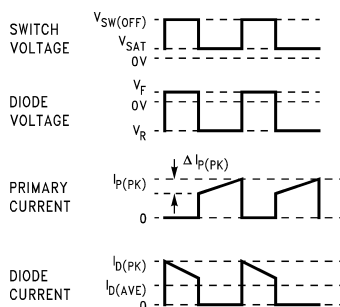 SWITCH VOLTAGE
V_SW(OFF)
V_SAT
0V
DIODE VOLTAGE
V_F
0V
V_R
PRIMARY CURRENT
Δ I_P(PK)
I_P(PK)
0
DIODE CURRENT
I_D(PK)
I_D(AVE)
0